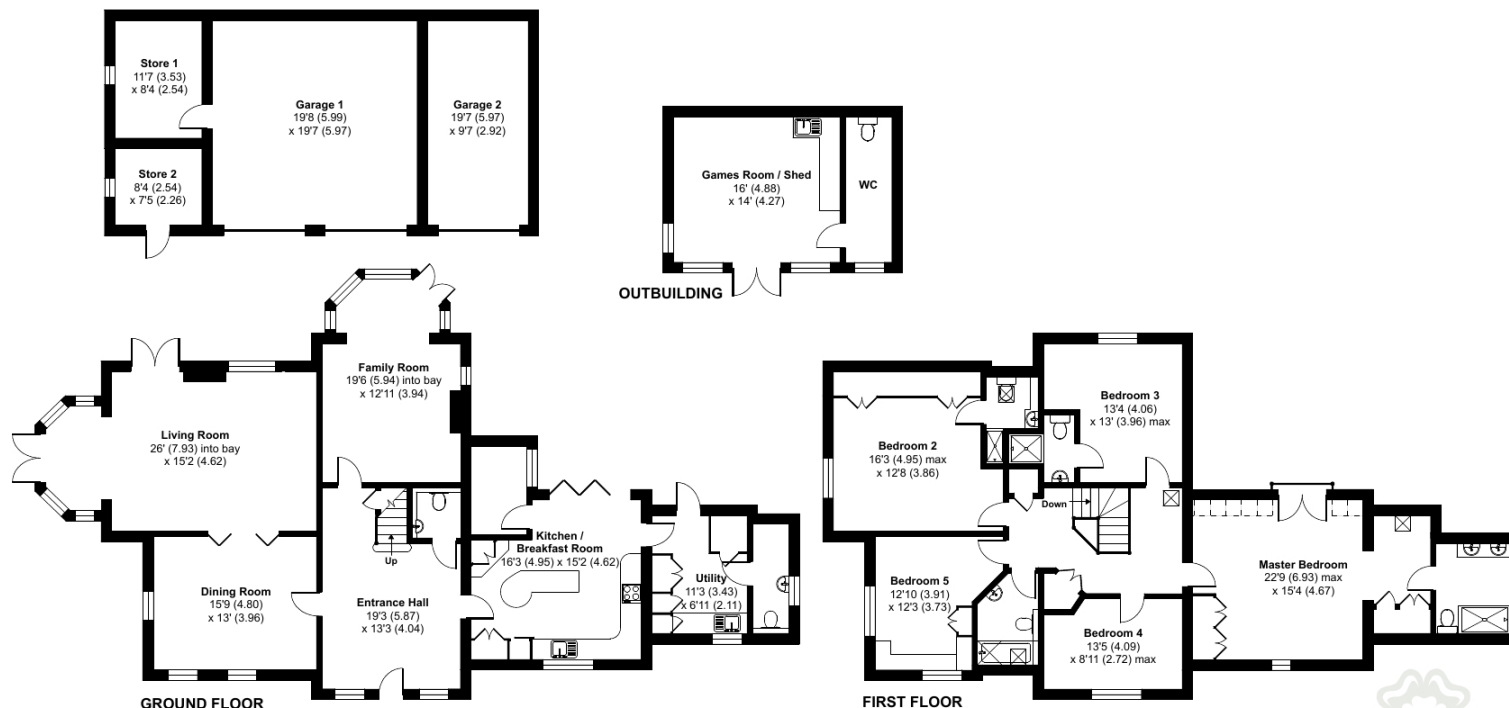 Store 1
11'7 (3.53)
x 8'4 (2.54)
Garage 1
19'8 (5.99)
x 19'7 (5.97)
Garage 2
19'7 (5.97)
x 9'7 (2.92)
Store 2
8'4 (2.54)
x 7'5 (2.26)
Games Room / Shed
16' (4.88)
x 14' (4.27)
WC
OUTBUILDING
Family Room
19'6 (5.94) into bay
x 12'11 (3.94)
Living Room
26' (7.93) into bay
x 15'2 (4.62)
Kitchen /
Breakfast Room
16'3 (4.95) x 15'2 (4.62)
Up
Utility
11'3 (3.43)
x 6'11 (2.11)
Dining Room
15'9 (4.80)
x 13' (3.96)
Entrance Hall
19'3 (5.87)
x 13'3 (4.04)
GROUND FLOOR
Bedroom 3
13'4 (4.06)
x 13' (3.96) max
Bedroom 2
16'3 (4.95) max
x 12'8 (3.86)
Down
Master Bedroom
22'9 (6.93) max
x 15'4 (4.67)
Bedroom 5
12'10 (3.91)
x 12'3 (3.73)
Bedroom 4
13'5 (4.09)
x 8'11 (2.72) max
FIRST FLOOR